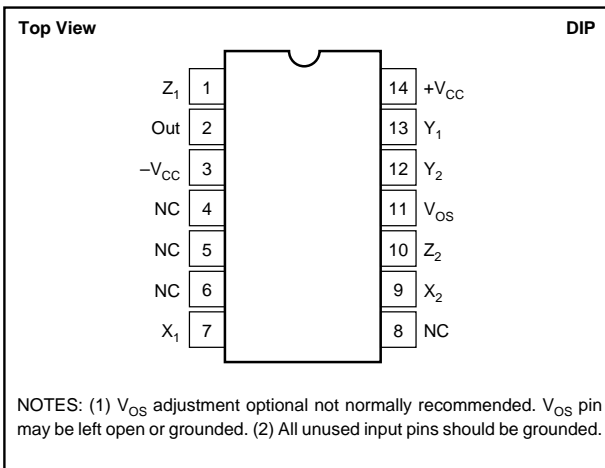 Top View DIP
Z1 1 14 +VCC
Out 2 13 Y1
–VCC 3 12 Y2
NC 4 11 VOS
NC 5 10 Z2
NC 6 9 X2
X1 7 8 NC
NOTES: (1) VOS adjustment optional not normally recommended. VOS pin
may be left open or grounded. (2) All unused input pins should be grounded.